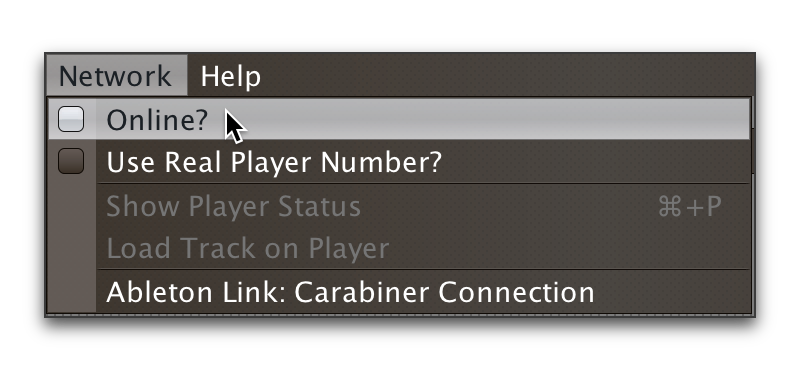 Network Help
Online?
Use Real Player Number?
Show Player Status ⌘+P
Load Track on Player
Ableton Link: Carabiner Connection